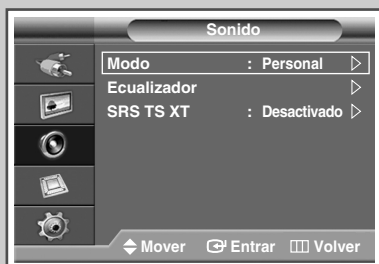 Sonido
Modo : Personal
Ecualizador
SRS TS XT : Desactivado
Mover Entrar Volver